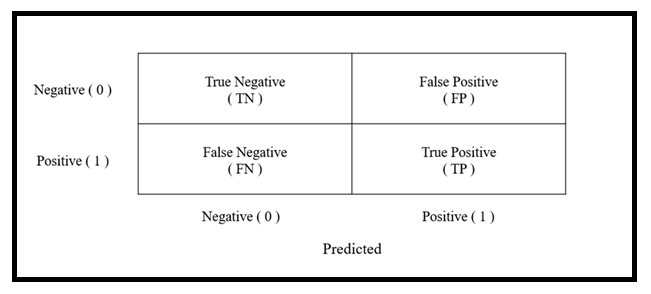 True Negative
( TN )
False Positive
( FP )
Negative ( 0 )
False Negative
( FN )
True Positive
( TP )
Positive ( 1 )
Negative ( 0 )
Positive ( 1 )
Predicted